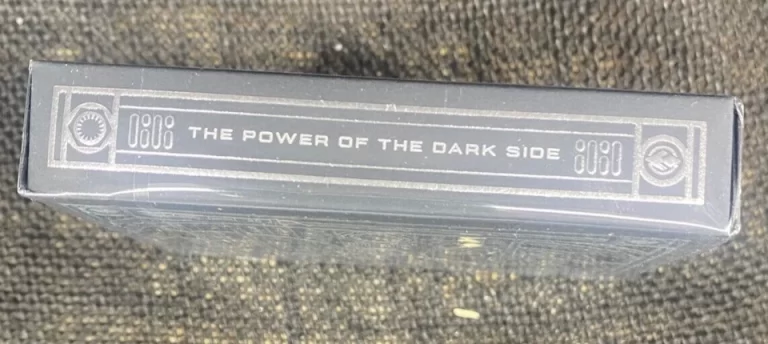 THE POWER OF THE DARK SIDE